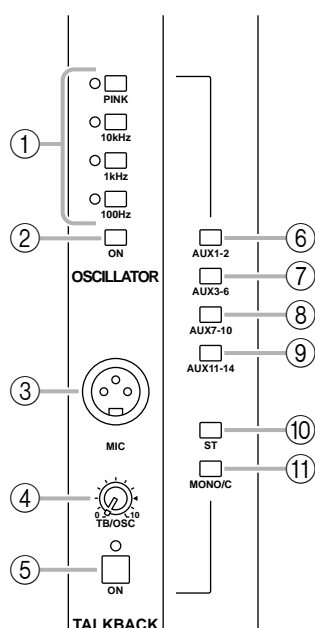 PINK
① 10kHz
1kHz
100Hz
② ON
⑥ AUX1-2
OSCILLATOR
⑦ AUX3-6
⑧ AUX7-10
⑨ AUX11-14
③ MIC
⑩ ST
⑪ MONO/C
④ 0 10
TB/OSC
⑤ ON
TALKBACK